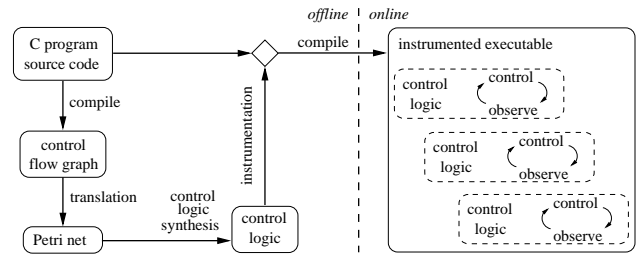 offline
online
C program
source code
compile
instrumented executable
control
logic
control
observe
compile
instrumentation
control
flow graph
control
logic
control
observe
translation
control
logic
synthesis
control
logic
control
logic
control
observe
Petri net